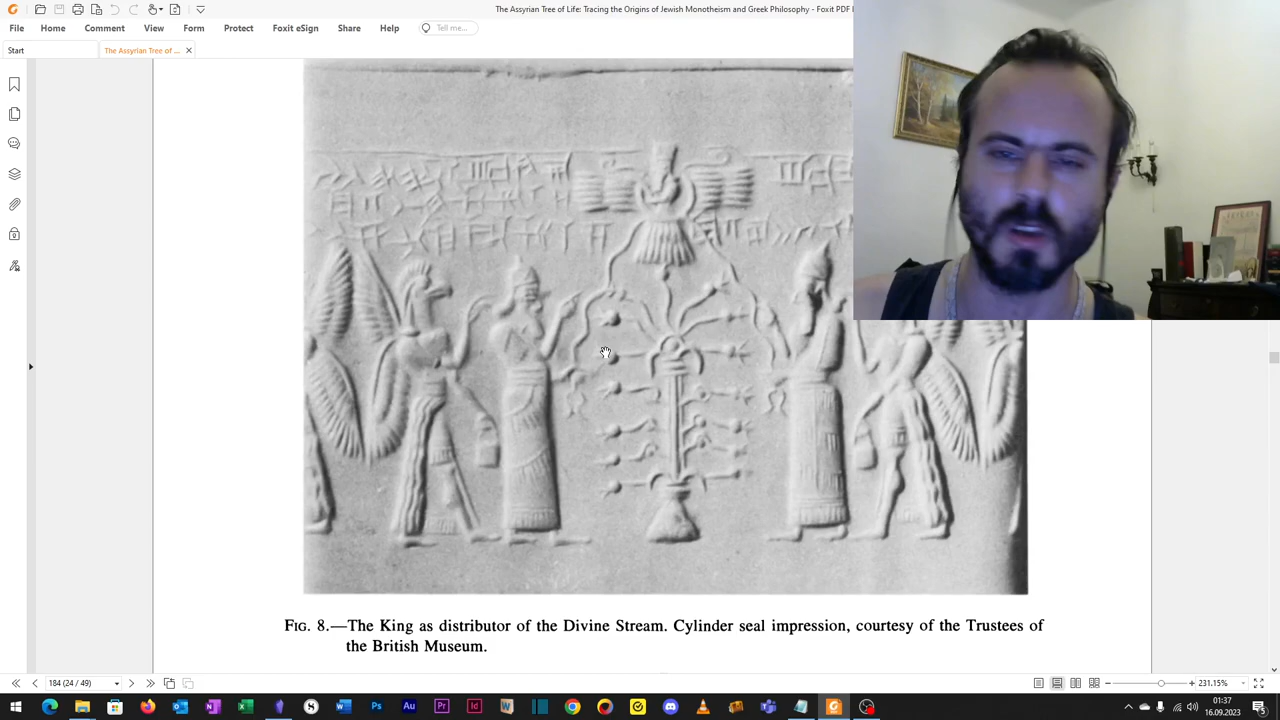 The Assyrian Tree of Life: Tracing the Origins of Jewish Monotheism and Greek Philosophy - Foxit PDF
File Home Comment View Form Protect Foxit eSign Share Help Tell me...
Start The Assyrian Tree of ...
FIG. 8.—The King as distributor of the Divine Stream. Cylinder seal impression, courtesy of the Trustees of
the British Museum.
184 (24 / 49) 231.15%
01:37
16.09.2023